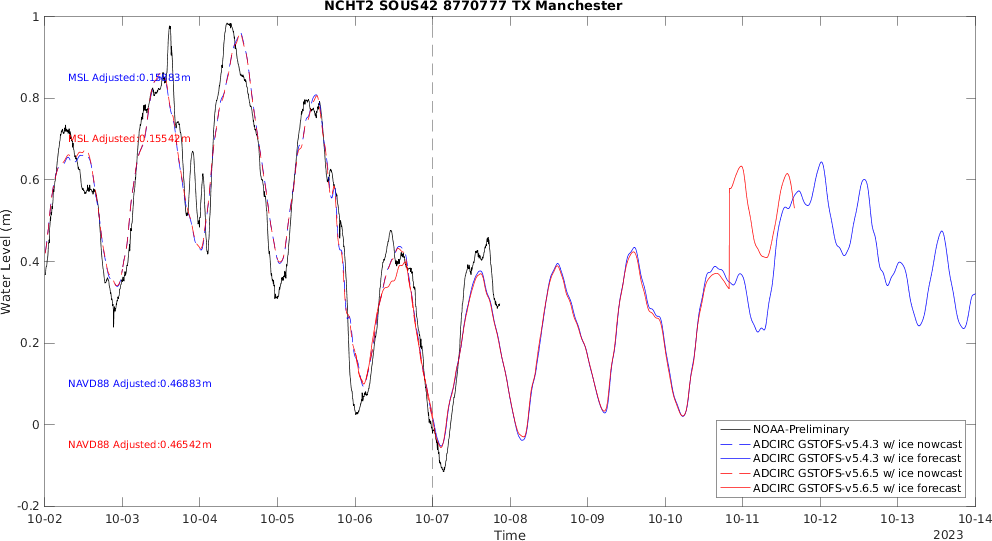 NCHT2 SOUS42 8770777 TX Manchester
1
0.8
0.6
0.4
0.2
0
-0.2
Water Level (m)
MSL Adjusted:0.15883m
MSL Adjusted:0.15542m
NAVD88 Adjusted:0.46883m
NAVD88 Adjusted:0.46542m
NOAA-Preliminary
ADCIRC GSTOFS-v5.4.3 w/ ice nowcast
ADCIRC GSTOFS-v5.4.3 w/ ice forecast
ADCIRC GSTOFS-v5.6.5 w/ ice nowcast
ADCIRC GSTOFS-v5.6.5 w/ ice forecast
10-02 10-03 10-04 10-05 10-06 10-07 10-08 10-09 10-10 10-11 10-12 10-13 10-14
Time
2023